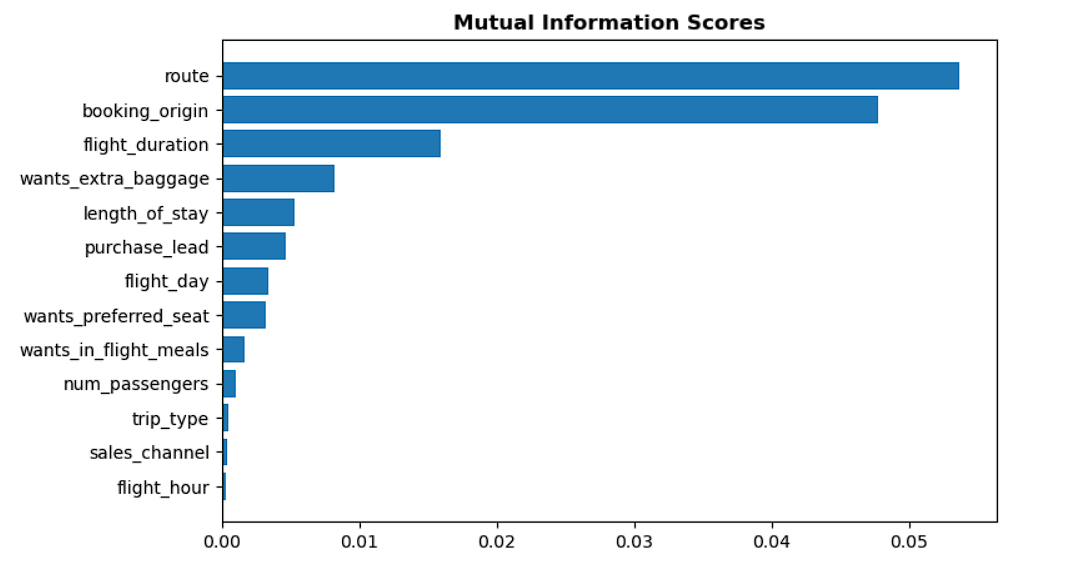 Mutual Information Scores
route
booking_origin
flight_duration
wants_extra_baggage
length_of_stay
purchase_lead
flight_day
wants_preferred_seat
wants_in_flight_meals
num_passengers
trip_type
sales_channel
flight_hour
0.00 0.01 0.02 0.03 0.04 0.05